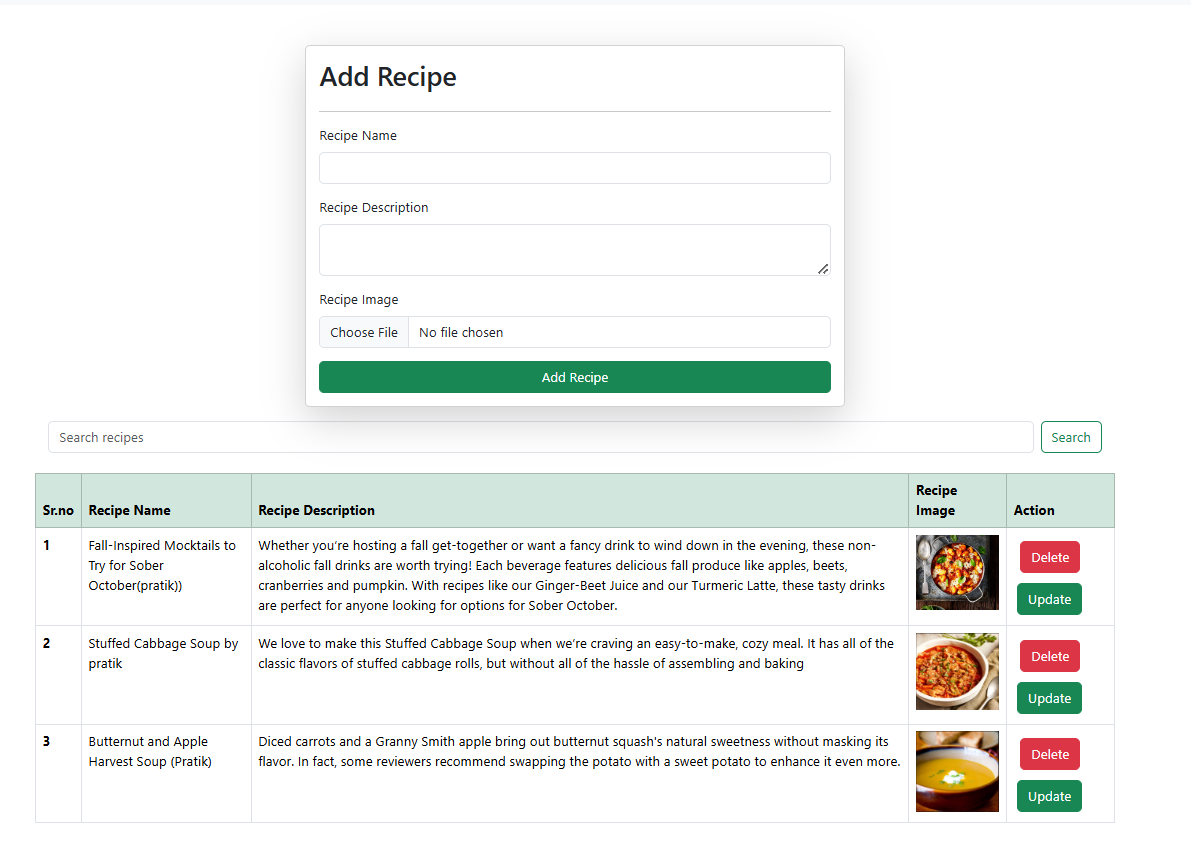 Add Recipe
Recipe Name
Recipe Description
Recipe Image
Choose File No file chosen
Add Recipe
Search recipes Search
Sr.no Recipe Name Recipe Description Recipe Image Action
1 Fall-Inspired Mocktails to Try for Sober October(pratik))
Whether you’re hosting a fall get-together or want a fancy drink to wind down in the evening, these non-
alcoholic fall drinks are worth trying! Each beverage features delicious fall produce like apples, beets,
cranberries and pumpkin. With recipes like our Ginger-Beet Juice and our Turmeric Latte, these tasty drinks
are perfect for anyone looking for options for Sober October.
Delete
Update
2 Stuffed Cabbage Soup by pratik
We love to make this Stuffed Cabbage Soup when we’re craving an easy-to-make, cozy meal. It has all of the
classic flavors of stuffed cabbage rolls, but without all of the hassle of assembling and baking
Delete
Update
3 Butternut and Apple Harvest Soup (Pratik)
Diced carrots and a Granny Smith apple bring out butternut squash's natural sweetness without masking its
flavor. In fact, some reviewers recommend swapping the potato with a sweet potato to enhance it even more.
Delete
Update